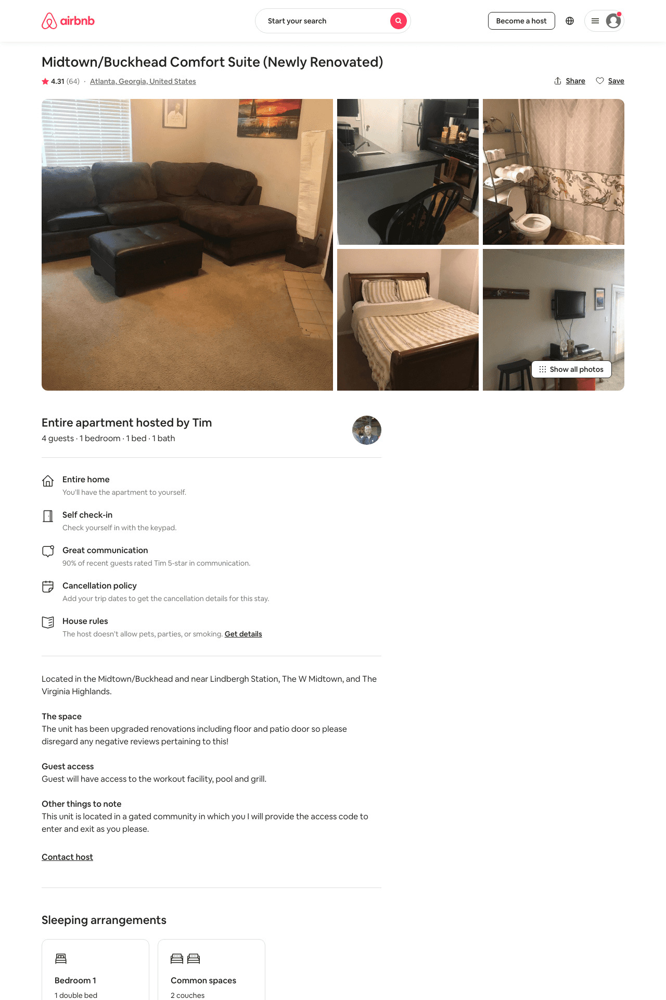 airbnb
Start your search
Become a host
Midtown/Buckhead Comfort Suite (Newly Renovated)
4.31 (64) · Atlanta, Georgia, United States
Share
Save
Show all photos
Entire apartment hosted by Tim
4 guests · 1 bedroom · 1 bed · 1 bath
Entire home
You’ll have the apartment to yourself.
Self check-in
Check yourself in with the keypad.
Great communication
90% of recent guests rated Tim 5-star in communication.
Cancellation policy
Add your trip dates to get the cancellation details for this stay.
House rules
The host doesn’t allow pets, parties, or smoking. Get details
Located in the Midtown/Buckhead and near Lindbergh Station, The W Midtown, and The
Virginia Highlands.
The space
The unit has been upgraded renovations including floor and patio door so please
disregard any negative reviews pertaining to this!
Guest access
Guest will have access to the workout facility, pool and grill.
Other things to note
This unit is located in a gated community in which you I will provide the access code to
enter and exit as you please.
Contact host
Sleeping arrangements
Bedroom 1
1 double bed
Common spaces
2 couches